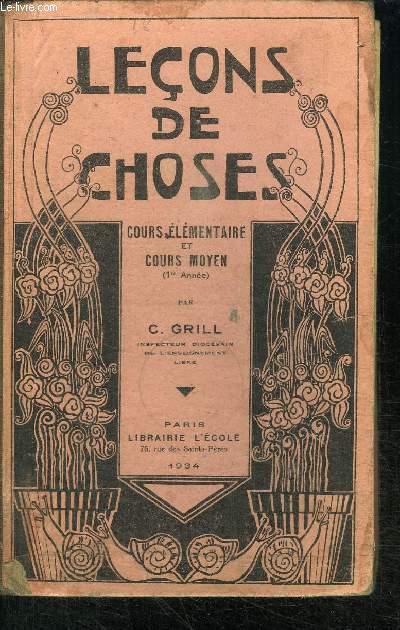 Le-livre.com
LEÇONS
DE
CHOSES
COURS ÉLÉMENTAIRE
ET
COURS MOYEN
(1re Année)
PAR
C. GRILL
INSPECTEUR DIOCÉSAIN
DE L'ENSEIGNEMENT
LIBRE
PARIS
LIBRAIRIE L'ÉCOLE
76, rue des Saints-Pères
1934